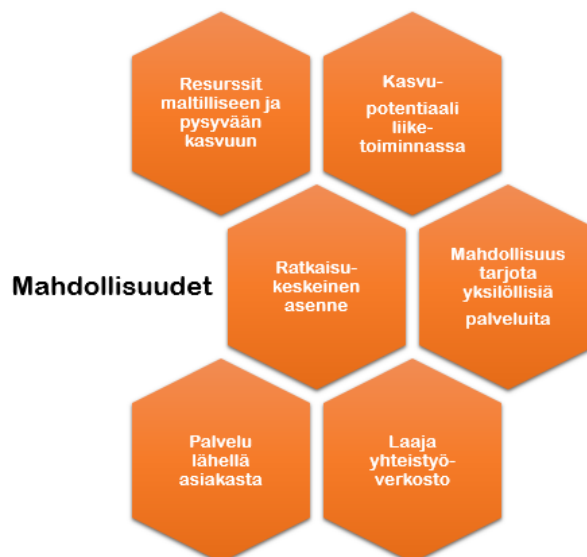 Resurssit
maltilliseen ja
pysyvään
kasvuun
Kasvu-
potentiaali
liike-
toiminnassa
Mahdollisuudet
Ratkaisu-
keskeinen
asenne
Mahdollisuus
tarjota
yksilöllisiä
palveluita
Palvelu
lähellä
asiakasta
Laaja
yhteistyö-
verkosto